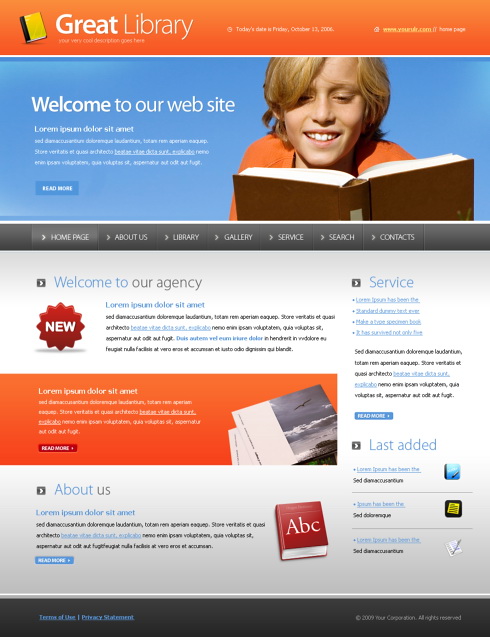 Great Library
your very cool description goes here
Today's date is Friday, October 13, 2006.
www.yoururl.com // home page
Welcome to our web site
Lorem ipsum dolor sit amet
sed diamaccusantium doloremque laudantium, totam rem aperiam eaquep.
Store veritatis et quasi architecto beatae vitae dicta sunt, explicabo nemo enim
ipsam voluptatem, quia voluptas sit, aspernatur aut odit aut fugit.
READ MORE
HOME PAGE
ABOUT US
LIBRARY
GALLERY
SERVICE
SEARCH
CONTACTS
Welcome to our agency
NEW
Lorem ipsum dolor sit amet
sed diamaccusantium doloremque laudantium, totam rem aperiam eaquep. Store veritatis et quasi
architecto beatae vitae dicta sunt, explicabo. Duis autem vel eum iriure dolor in hendrerit in vvdolore eu
feugiat nulla facilisis at vero eros et accumsan et iusto odio dignissim qui blandit.
Lorem ipsum dolor sit amet
sed diamaccusantium doloremque laudantium, totam rem aperiam
eaquep. Store veritatis et quasi architecto beatae vitae dicta sunt,
explicabo nemo enim ipsam voluptatem, quia voluptas sit,
aspernatur aut odit aut fugit.
READ MORE
About us
Lorem ipsum dolor sit amet
sed diamaccusantium doloremque laudantium, totam rem aperiam eaquep. Store veritatis et quasi
architecto beatae vitae dicta sunt, explicabo nemo enim ipsam voluptatem, quia voluptas sit,
aspernatur aut odit aut fugitfeugiat nulla facilisis at vero eros et accumsan.
READ MORE
Abc
Service
Lorem Ipsum has been the
Standard dummy text ever
Make a type specimen book
It has survived not only five
sed diamaccusantium doloremque laudantium,
totam rem aperiam eaquep. Store veritatis et
quasi architecto beatae vitae dicta sunt,
explicabo nemo enim ipsam voluptatem, quia
voluptas sit, aspernatur aut odit aut fugit.
READ MORE
Last added
Lorem Ipsum has been the
Sed diamaccusantium
Ipsum has been the
Sed doloremque
Lorem Ipsum has been the
Sed diamaccusantium
Terms of Use | Privacy Statement
© 2009 Your Corporation. All rights reserved